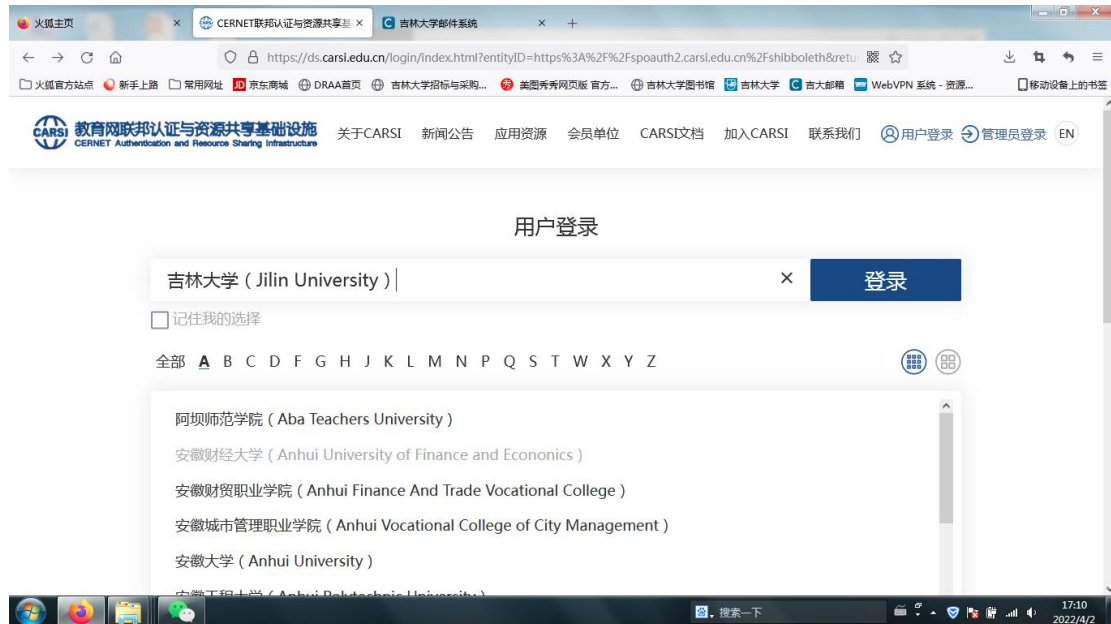 火狐主页
CERNET联邦认证与资源共享基
吉林大学邮件系统
https://ds.carsi.edu.cn/login/index.html?entityID=https%3A%2F%2Fspoauth2.carsi.edu.cn%2Fshibboleth&retu
火狐官方站点 新手上路 常用网址 JD 京东商城 DRAA首页 吉林大学招标与采购... 美图秀秀网页版 官方... 吉林大学图书馆 吉林大学 吉大邮箱 WebVPN 系统 - 资源... 移动设备上的书签
CARSI 教育网联邦认证与资源共享基础设施
CERNET Authentication and Resource Sharing Infrastructure
关于CARSI 新闻公告 应用资源 会员单位 CARSI文档 加入CARSI 联系我们 用户登录 管理员登录 EN
用户登录
吉林大学（Jilin University）
登录
记住我的选择
全部 A B C D F G H J K L M N P Q S T W X Y Z
阿坝师范学院（Aba Teachers University）
安徽财经大学（Anhui University of Finance and Econonics）
安徽财贸职业学院（Anhui Finance And Trade Vocational College）
安徽城市管理职业学院（Anhui Vocational College of City Management）
安徽大学（Anhui University）
安徽工程大学（Anhui Polytechnic University）
搜索一下
17:10
2022/4/2